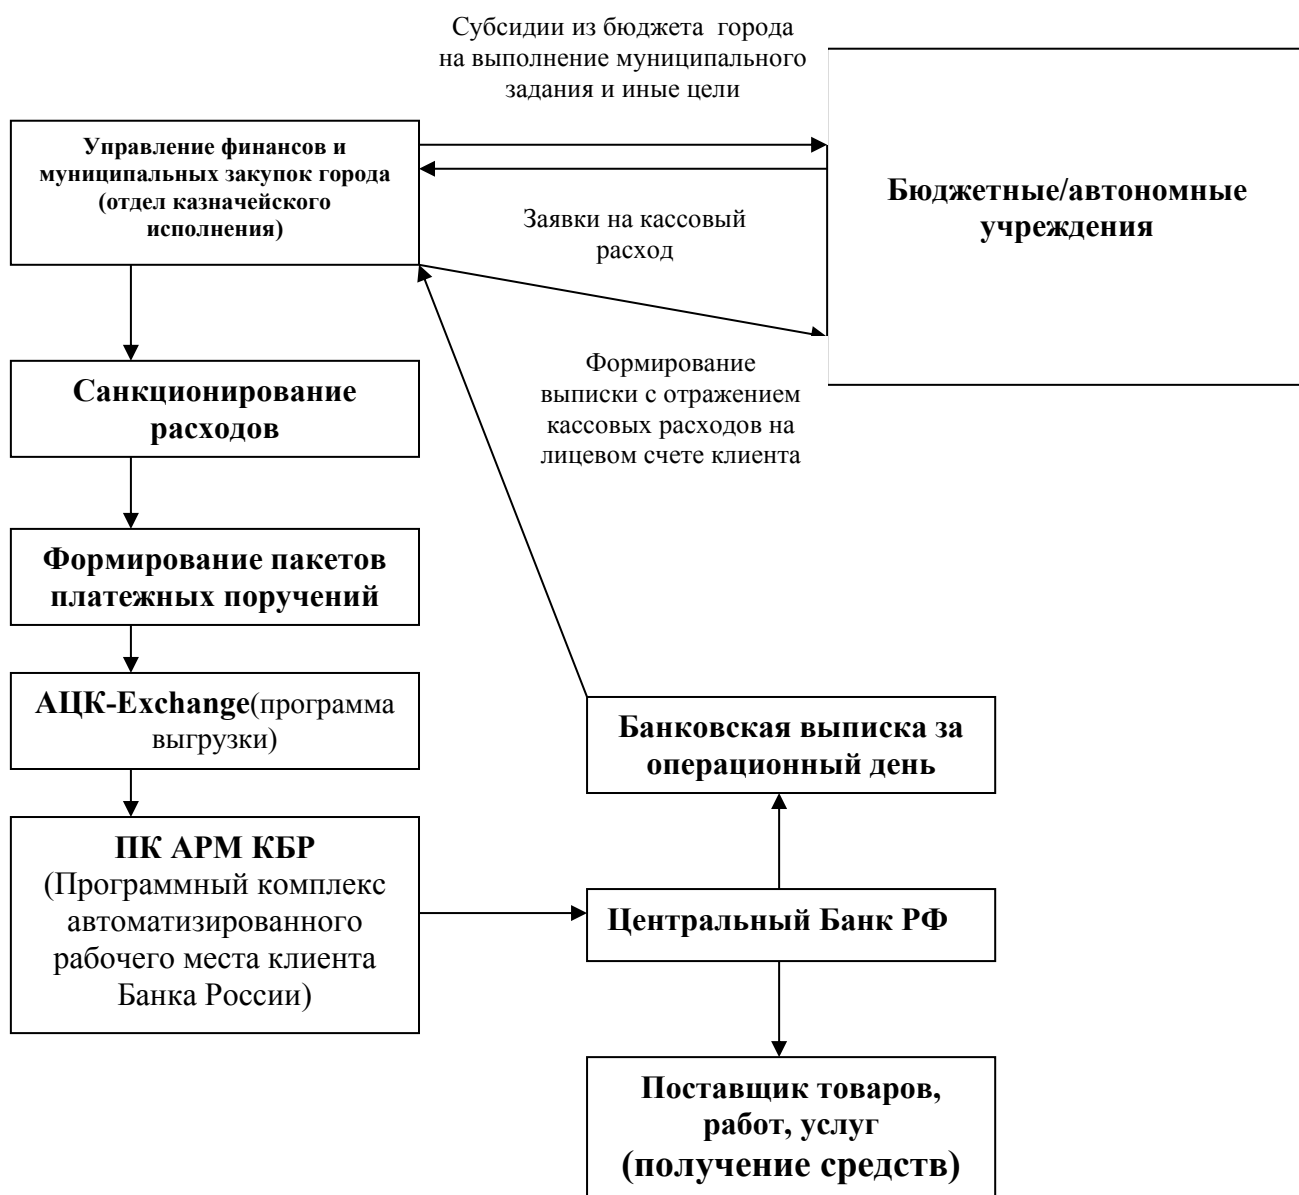 Субсидии из бюджета города
на выполнение муниципального
задания и иные цели
Управление финансов и
муниципальных закупок города
(отдел казначейского
исполнения)
Бюджетные/автономные
учреждения
Заявки на кассовый
расход
Формирование
выписки с отражением
кассовых расходов на
лицевом счете клиента
Санкционирование
расходов
Формирование пакетов
платежных поручений
АЦК-Exchange(программа
выгрузки)
Банковская выписка за
операционный день
ПК АРМ КБР
(Программный комплекс
автоматизированного
рабочего места клиента
Банка России)
Центральный Банк РФ
Поставщик товаров,
работ, услуг
(получение средств)